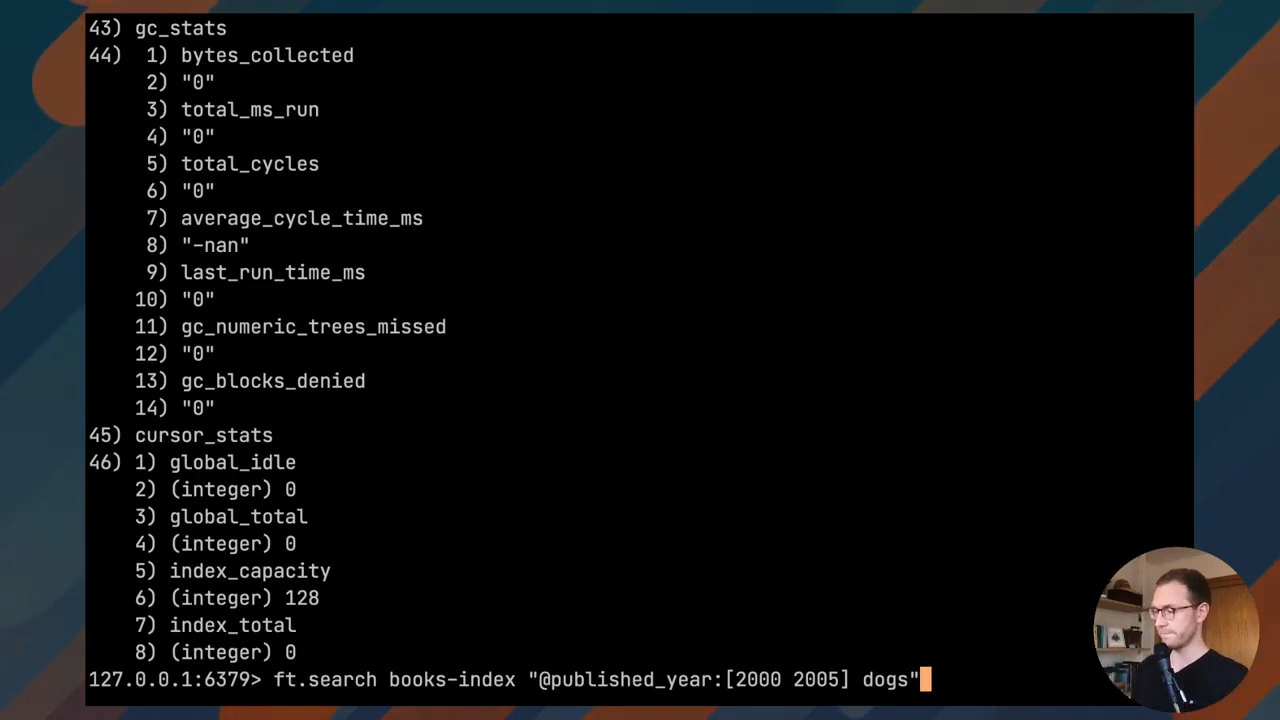 43) gc_stats
44) 1) bytes_collected
2) "0"
3) total_ms_run
4) "0"
5) total_cycles
6) "0"
7) average_cycle_time_ms
8) "-nan"
9) last_run_time_ms
10) "0"
11) gc_numeric_trees_missed
12) "0"
13) gc_blocks_denied
14) "0"
45) cursor_stats
46) 1) global_idle
2) (integer) 0
3) global_total
4) (integer) 0
5) index_capacity
6) (integer) 128
7) index_total
8) (integer) 0
127.0.0.1:6379> ft.search books-index "@published_year:[2000 2005] dogs"